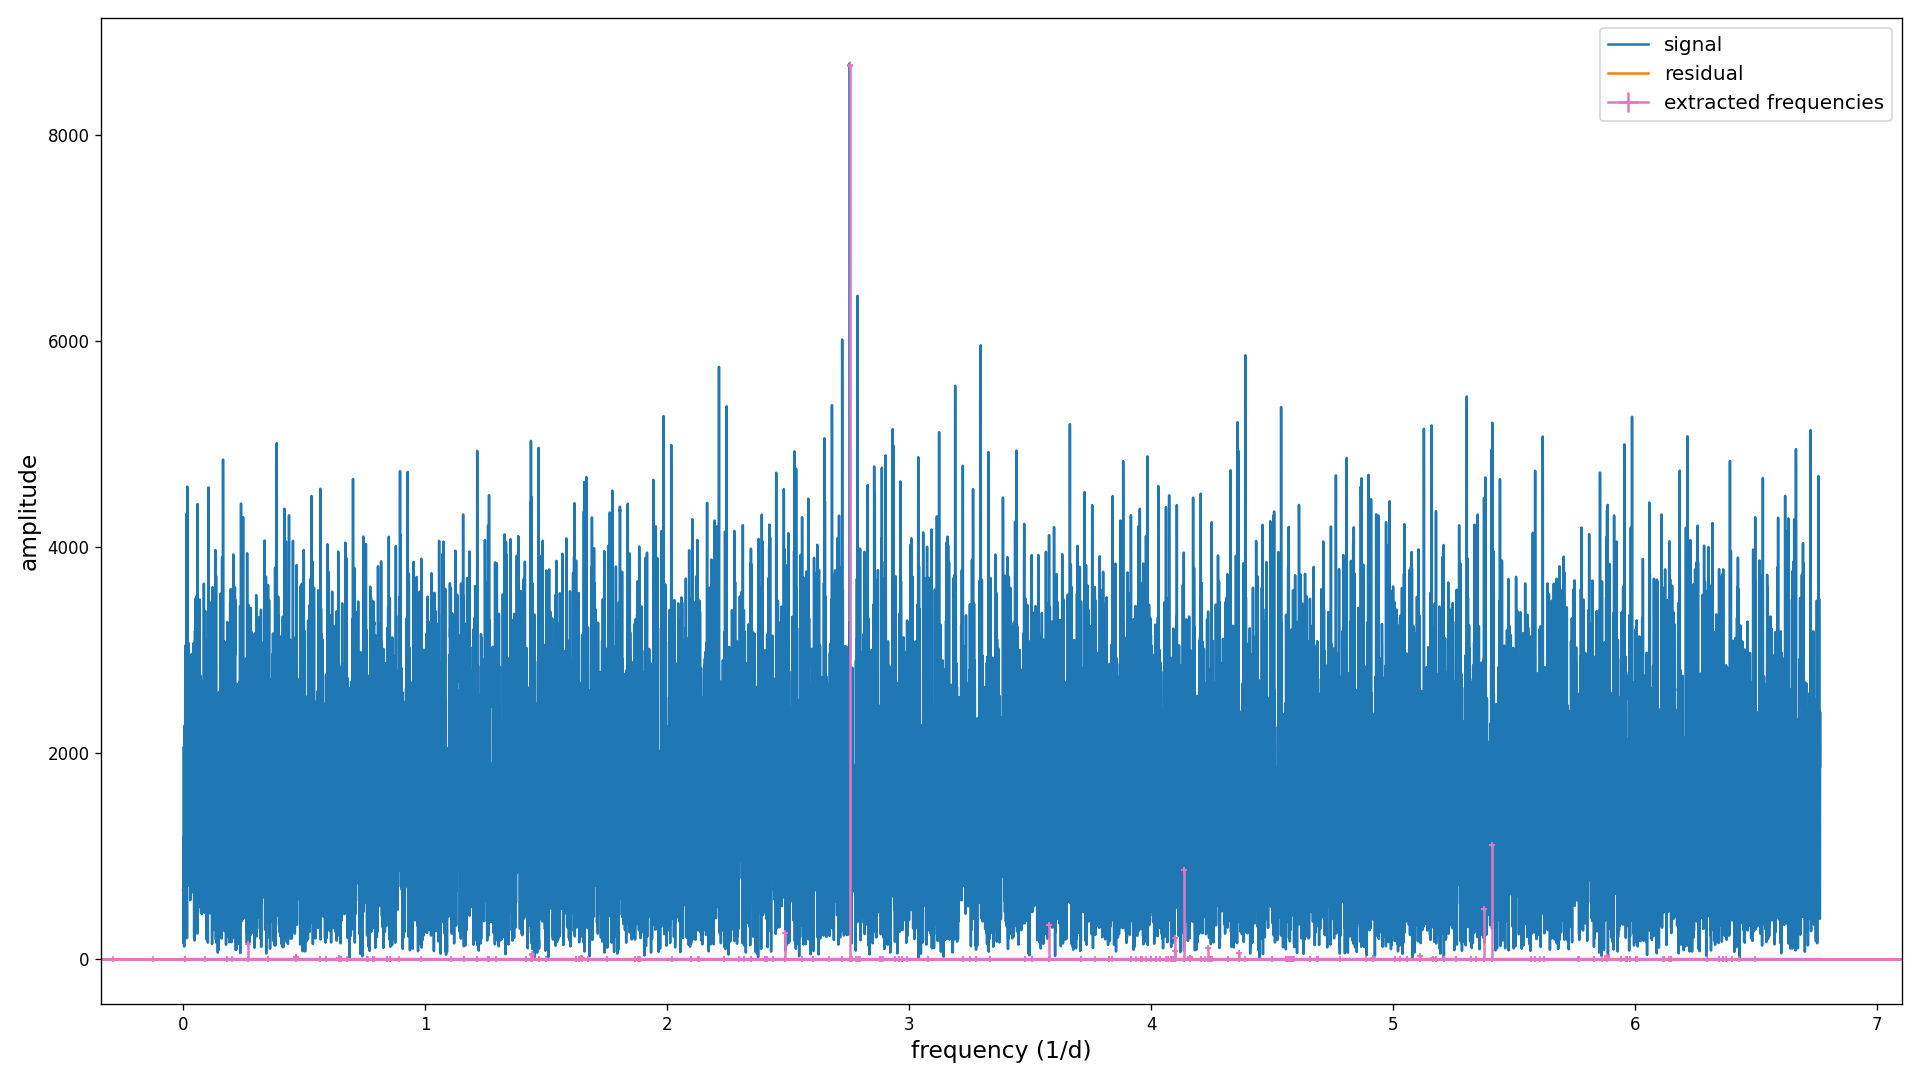 signal
residual
extracted frequencies
8000
6000
4000
2000
0
amplitude
0 1 2 3 4 5 6 7
frequency (1/d)